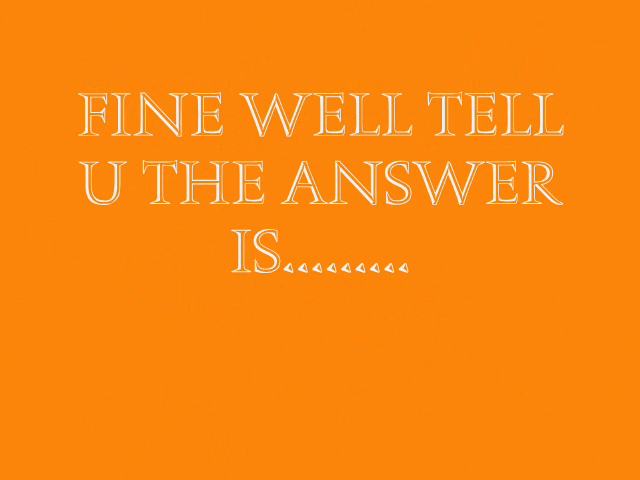 FINE WELL TELL
U THE ANSWER
IS.........